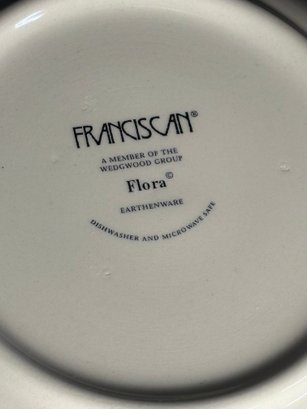 FRANCISCAN®
A MEMBER OF THE
WEDGWOOD GROUP
Flora©
EARTHENWARE
DISHWASHER AND MICROWAVE SAFE